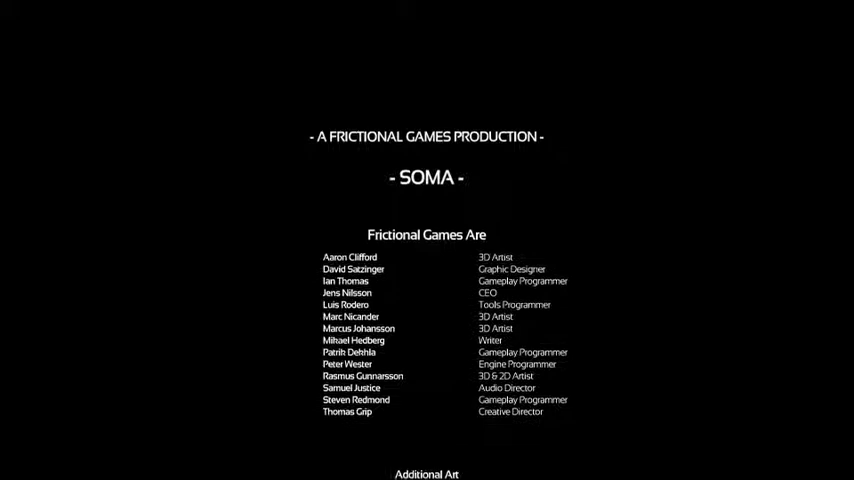 - A FRICTIONAL GAMES PRODUCTION -
- SOMA -
Frictional Games Are
Aaron Clifford 3D Artist
David Satzinger Graphic Designer
Ian Thomas Gameplay Programmer
Jens Nilsson CEO
Luis Rodero Tools Programmer
Marc Nicander 3D Artist
Marcus Johansson 3D Artist
Mikael Hedberg Writer
Patrik Dekhla Gameplay Programmer
Peter Wester Engine Programmer
Rasmus Gunnarsson 3D & 2D Artist
Samuel Justice Audio Director
Steven Redmond Gameplay Programmer
Thomas Grip Creative Director
Additional Art